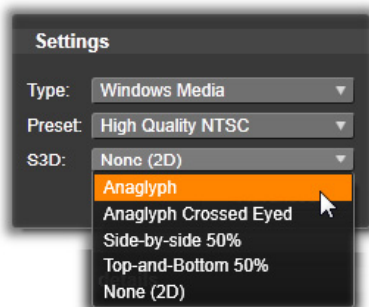 Settings
Type: Windows Media
Preset: High Quality NTSC
S3D: None (2D)
Anaglyph
Anaglyph Crossed Eyed
Side-by-side 50%
Top-and-Bottom 50%
None (2D)